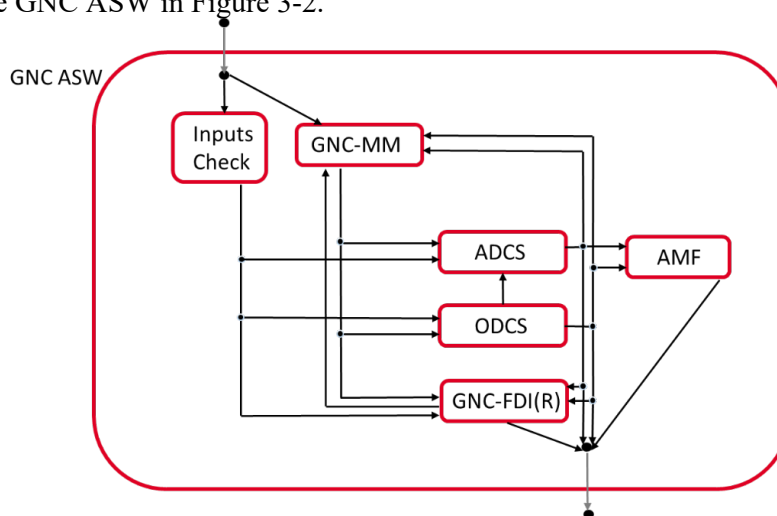 e GNC ASW in Figure 3-2.
GNC ASW
Inputs
Check
GNC-MM
ADCS
AMF
ODCS
GNC-FDI(R)